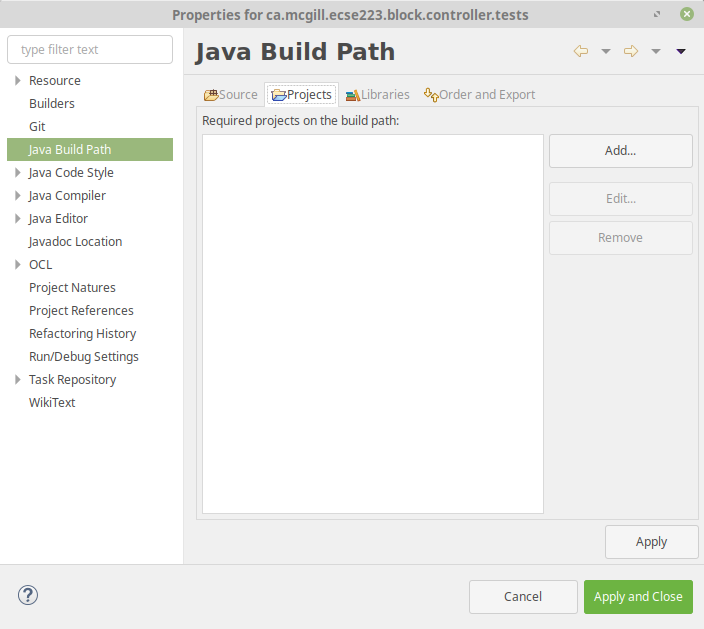 Properties for ca.mcgill.ecse223.block.controller.tests
type filter text
Resource
Builders
Git
Java Build Path
Java Code Style
Java Compiler
Java Editor
Javadoc Location
OCL
Project Natures
Project References
Refactoring History
Run/Debug Settings
Task Repository
WikiText
Java Build Path
Source Projects Libraries Order and Export
Required projects on the build path:
Add...
Edit...
Remove
Apply
?
Cancel Apply and Close